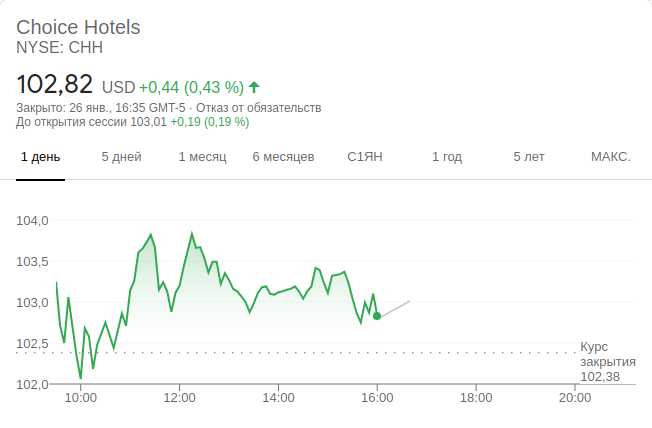 Choice Hotels
NYSE: CHH
102,82 USD +0,44 (0,43 %)
Закрыто: 26 янв., 16:35 GMT-5 · Отказ от обязательств
До открытия сессии 103,01 +0,19 (0,19 %)
1 день 5 дней 1 месяц 6 месяцев С1ЯН 1 год 5 лет МАКС.
104,0
103,5
103,0
102,5
102,0
Курс
закрытия
102,38
10:00 12:00 14:00 16:00 18:00 20:00